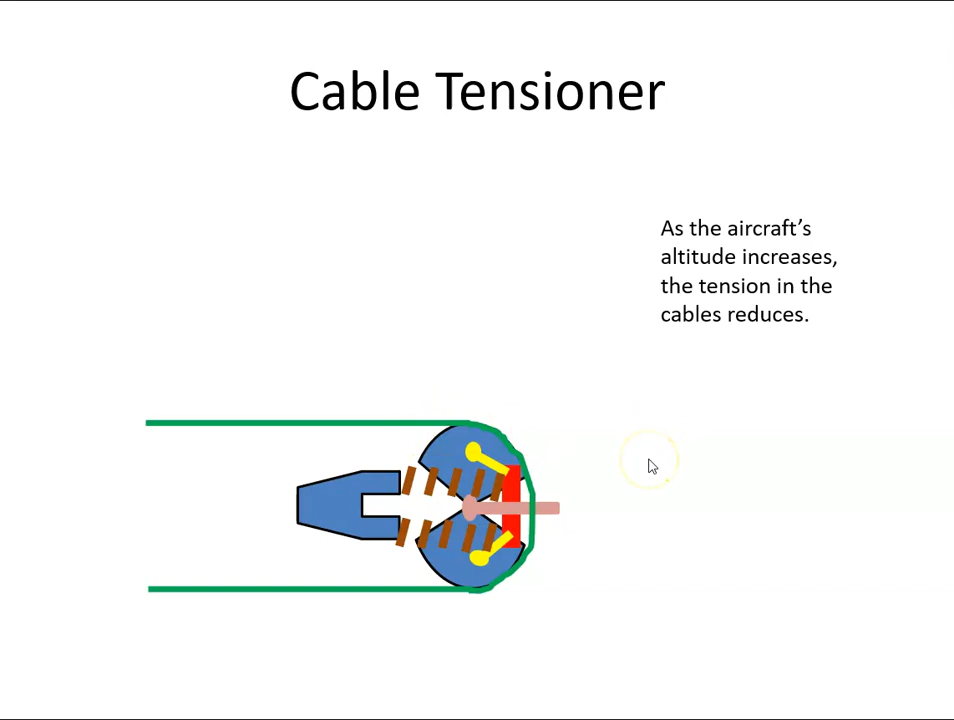 Cable Tensioner
As the aircraft’s
altitude increases,
the tension in the
cables reduces.